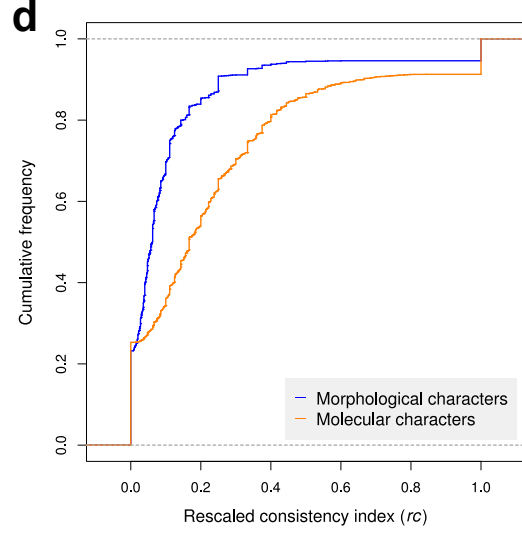 d
Cumulative frequency
1.0
0.8
0.6
0.4
0.2
0.0
Morphological characters
Molecular characters
0.0 0.2 0.4 0.6 0.8 1.0
Rescaled consistency index (rc)